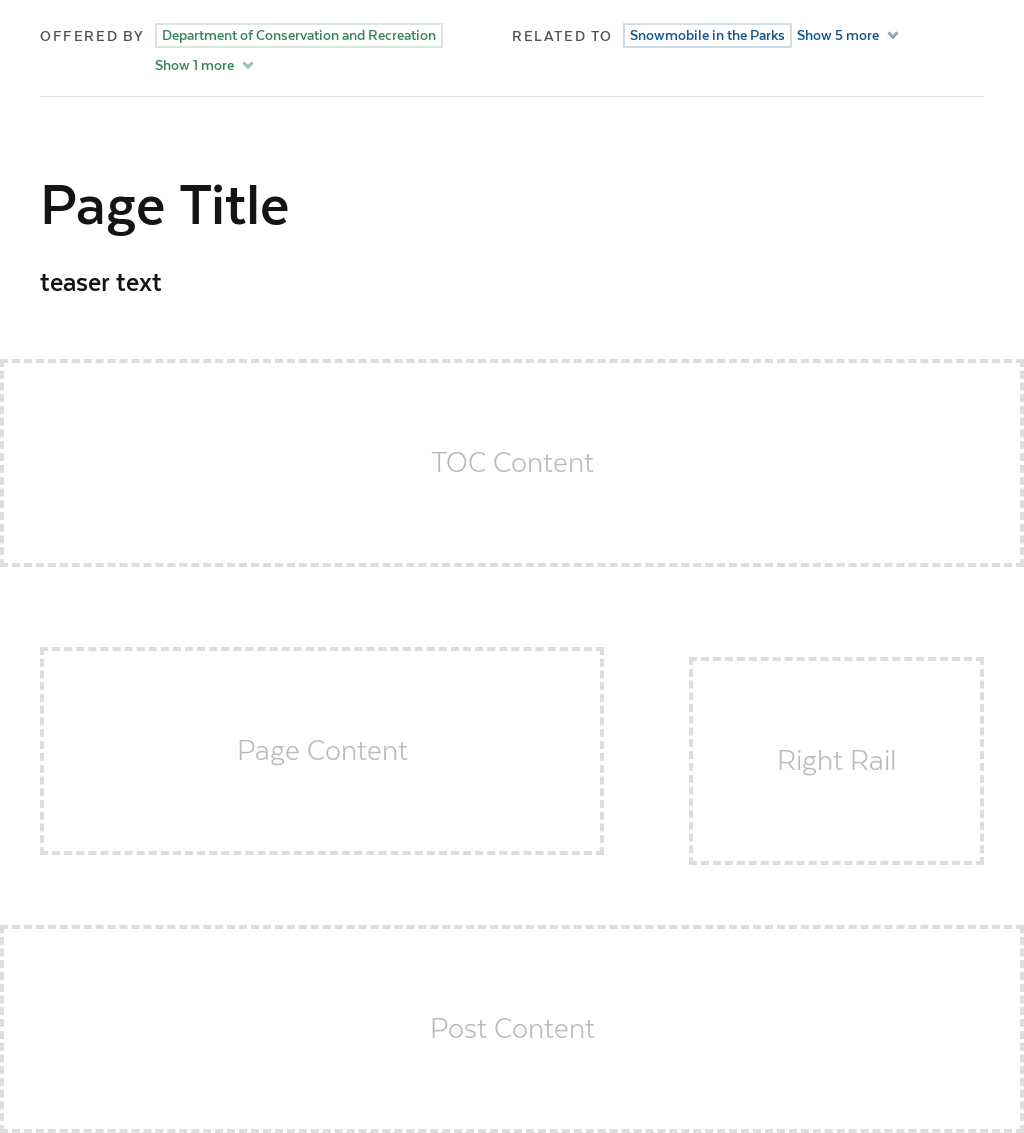 OFFERED BY Department of Conservation and Recreation
Show 1 more
RELATED TO Snowmobile in the Parks Show 5 more
Page Title
teaser text
TOC Content
Page Content
Right Rail
Post Content